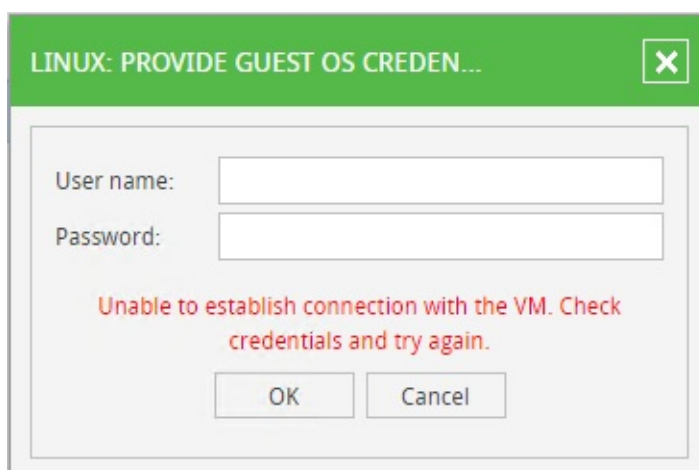 LINUX: PROVIDE GUEST OS CREDEN...
User name:
Password:
Unable to establish connection with the VM. Check
credentials and try again.
OK Cancel